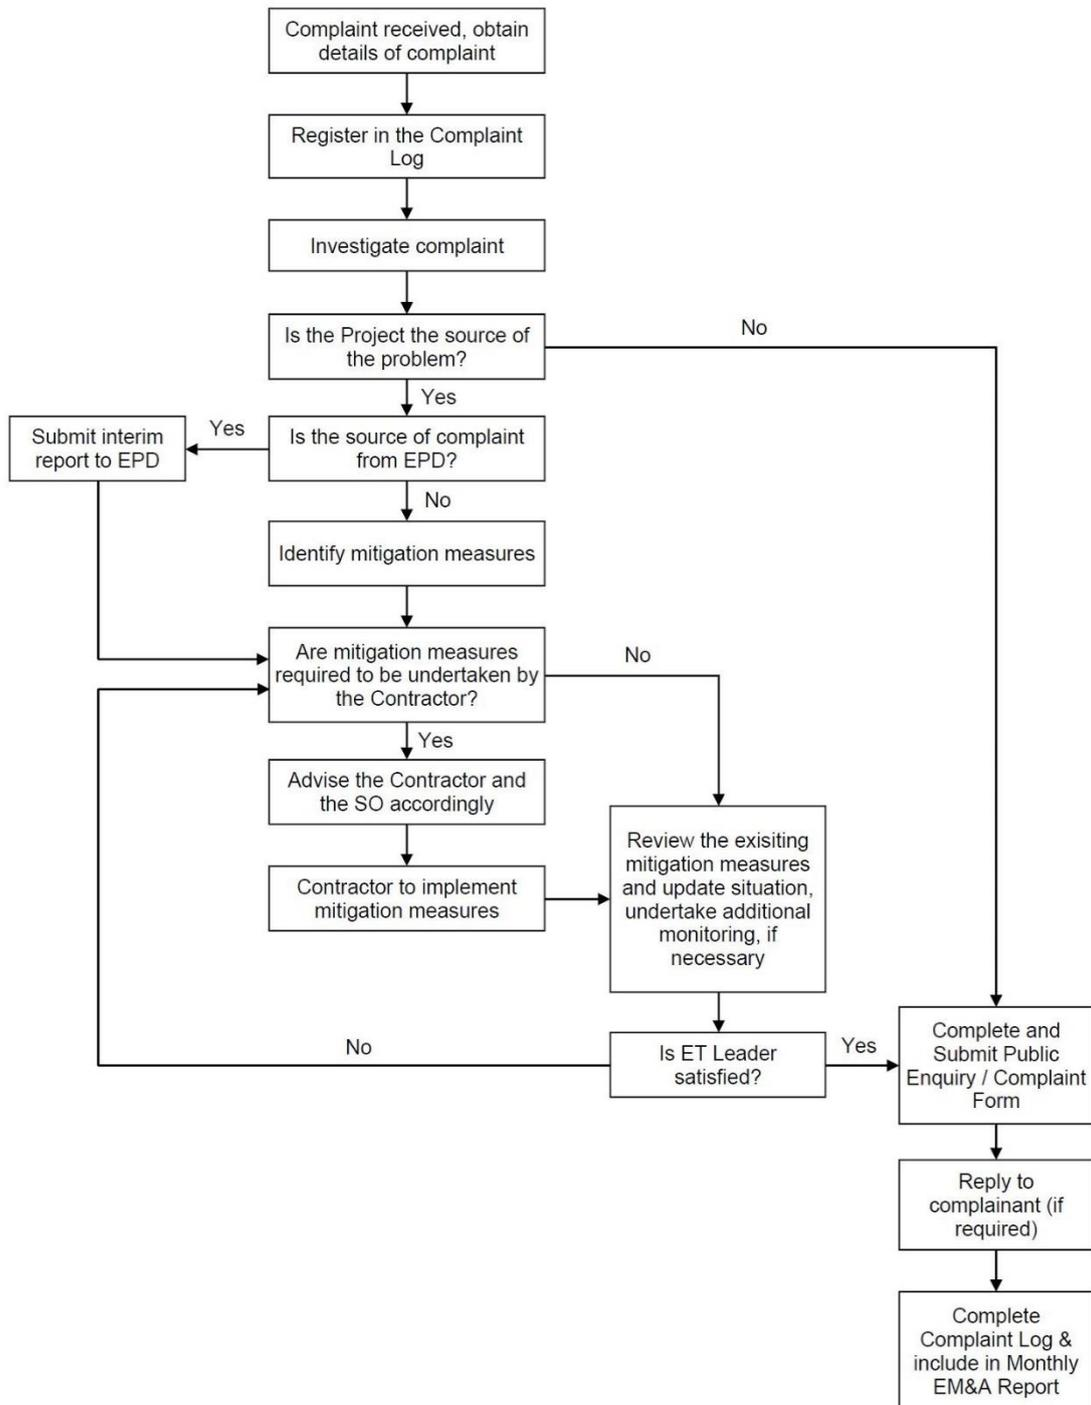 Complaint received, obtain
details of complaint
Register in the Complaint
Log
Investigate complaint
Is the Project the source of
the problem?
No
Yes
Submit interim
report to EPD
Yes
Is the source of complaint
from EPD?
No
Identify mitigation measures
Are mitigation measures
required to be undertaken by
the Contractor?
No
Yes
Advise the Contractor and
the SO accordingly
Contractor to implement
mitigation measures
Review the exisiting
mitigation measures
and update situation,
undertake additional
monitoring, if
necessary
No
Is ET Leader
satisfied?
Yes
Complete and
Submit Public
Enquiry / Complaint
Form
Reply to
complainant (if
required)
Complete
Complaint Log &
include in Monthly
EM&A Report